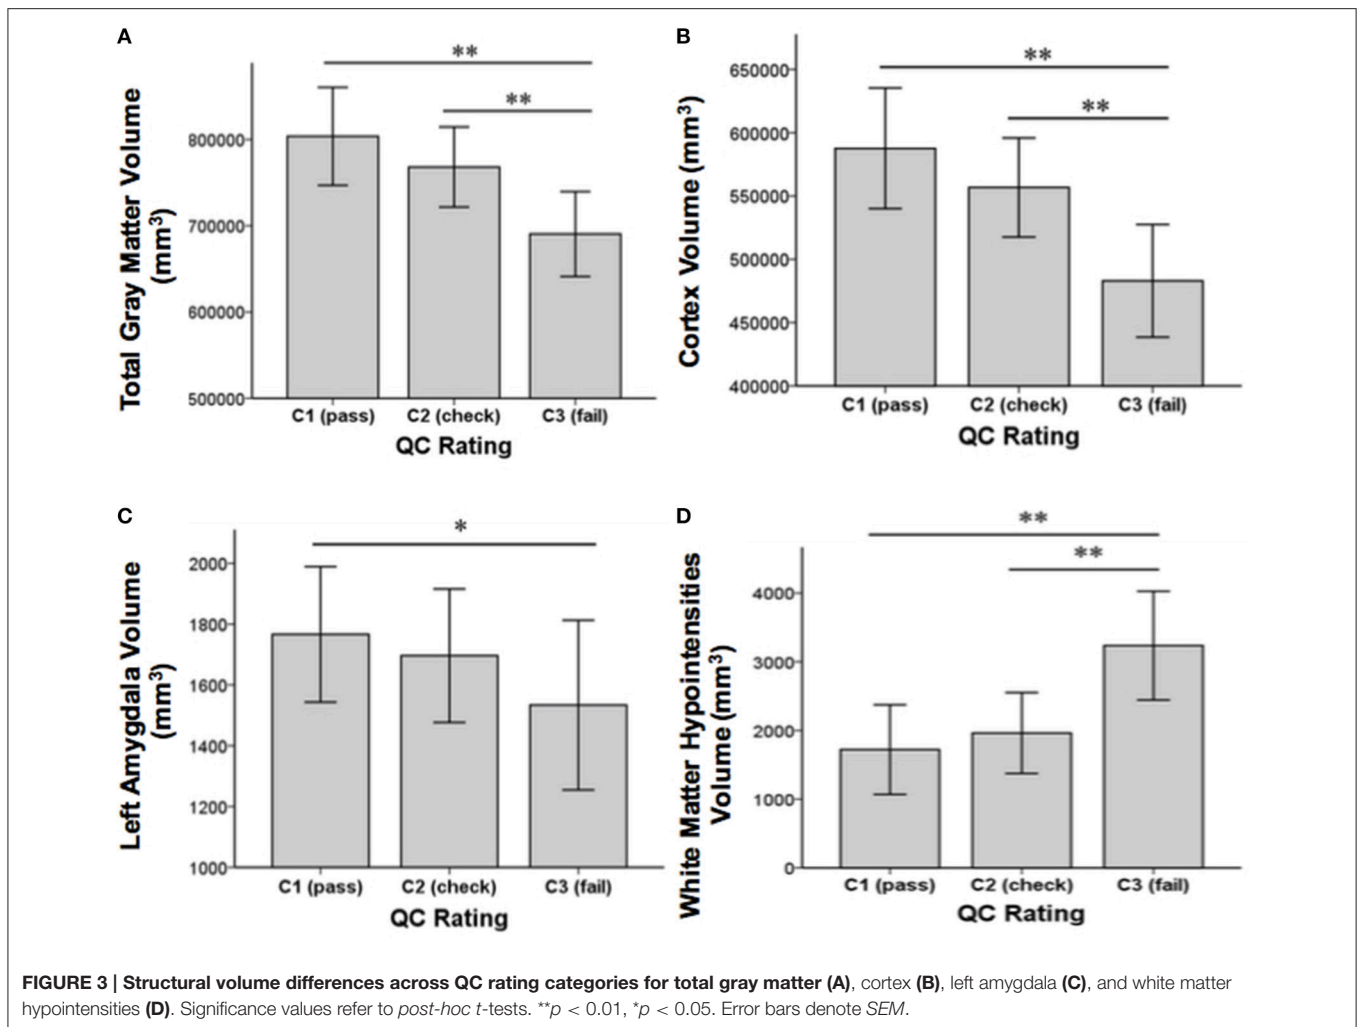 A
**
**
Total Gray Matter Volume
(mm³)
800000
700000
600000
500000
C1 (pass) C2 (check) C3 (fail)
QC Rating
B
**
**
Cortex Volume (mm³)
650000
600000
550000
500000
450000
400000
C1 (pass) C2 (check) C3 (fail)
QC Rating
C
*
Left Amygdala Volume
(mm³)
2000
1800
1600
1400
1200
1000
C1 (pass) C2 (check) C3 (fail)
QC Rating
D
**
**
White Matter Hypointensities
Volume (mm³)
4000
3000
2000
1000
0
C1 (pass) C2 (check) C3 (fail)
QC Rating
FIGURE 3 | Structural volume differences across QC rating categories for total gray matter (A), cortex (B), left amygdala (C), and white matter
hypointensities (D). Significance values refer to post-hoc t-tests. **p < 0.01, *p < 0.05. Error bars denote SEM.